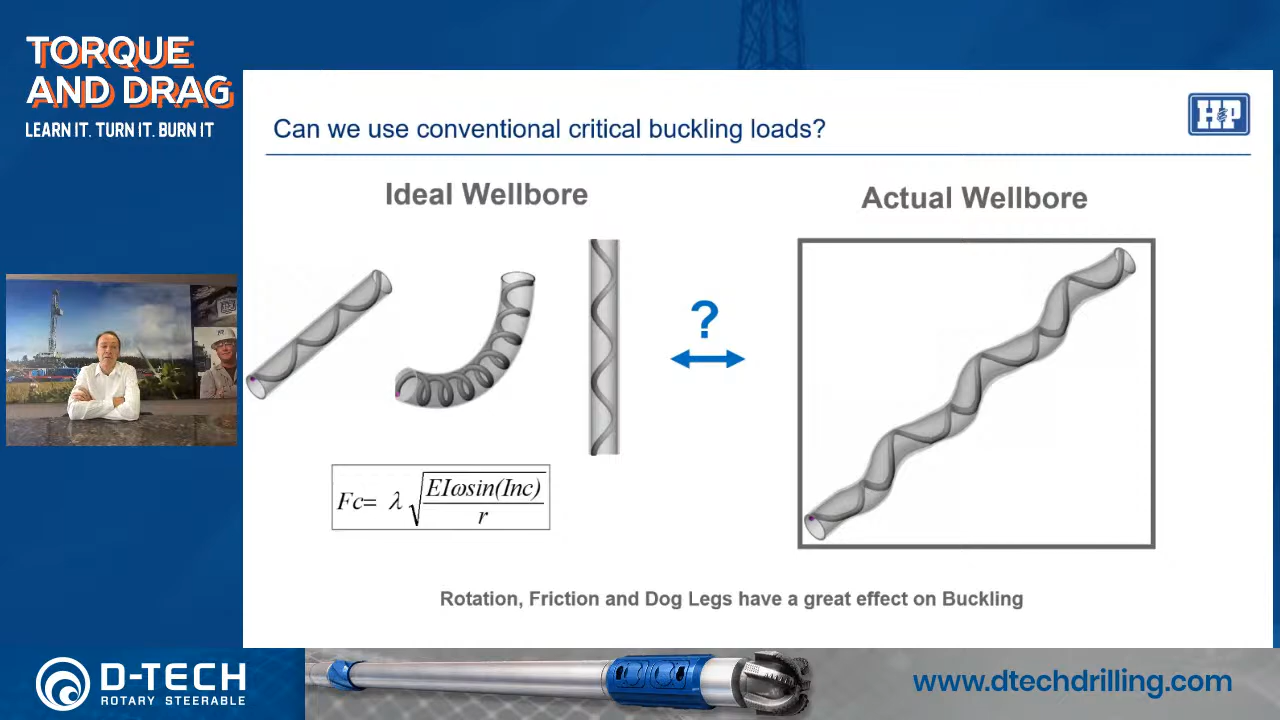 TORQUE
AND DRAG
LEARN IT. TURN IT. BURN IT
Can we use conventional critical buckling loads?
H&P
Ideal Wellbore
Actual Wellbore
?
Fc= λ √(EIωsin(Inc) / r)
Rotation, Friction and Dog Legs have a great effect on Buckling
D-TECH
ROTARY STEERABLE
www.dtechdrilling.com